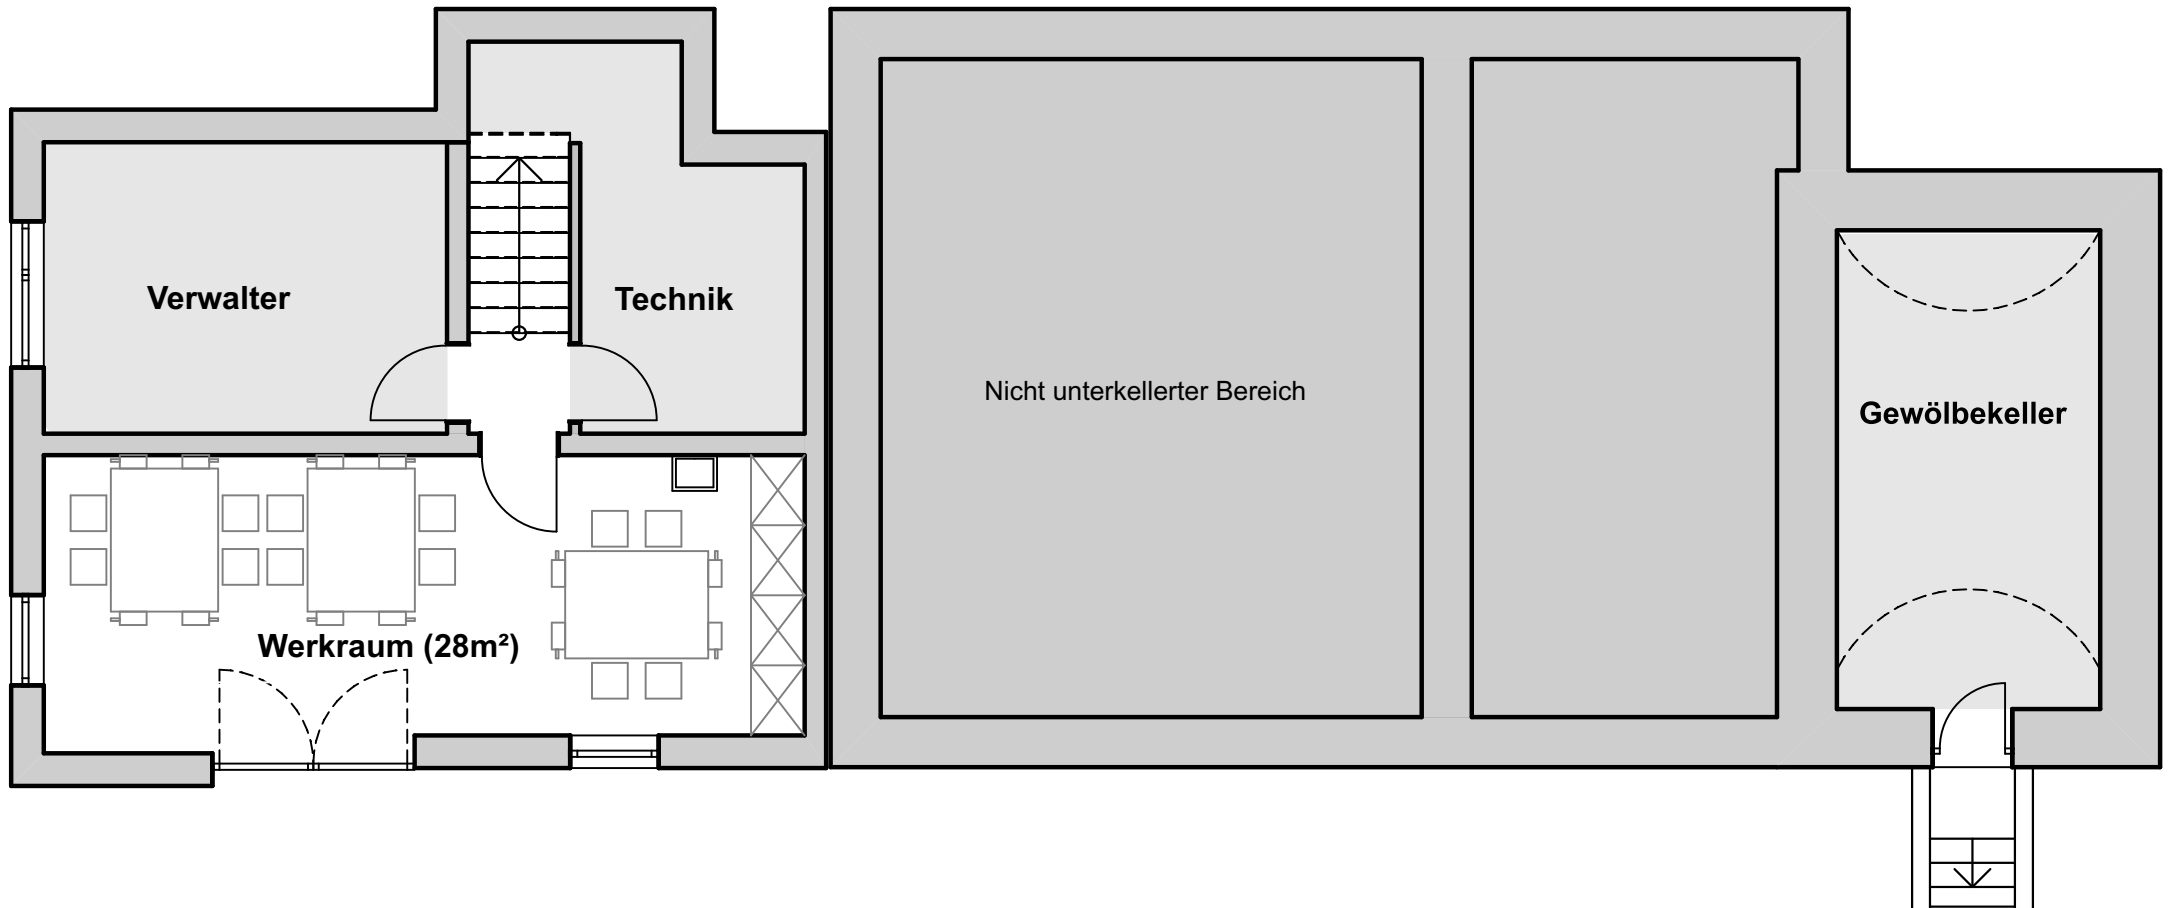 Verwalter
Technik
Nicht unterkellerter Bereich
Gewölbekeller
Werkraum (28m²)